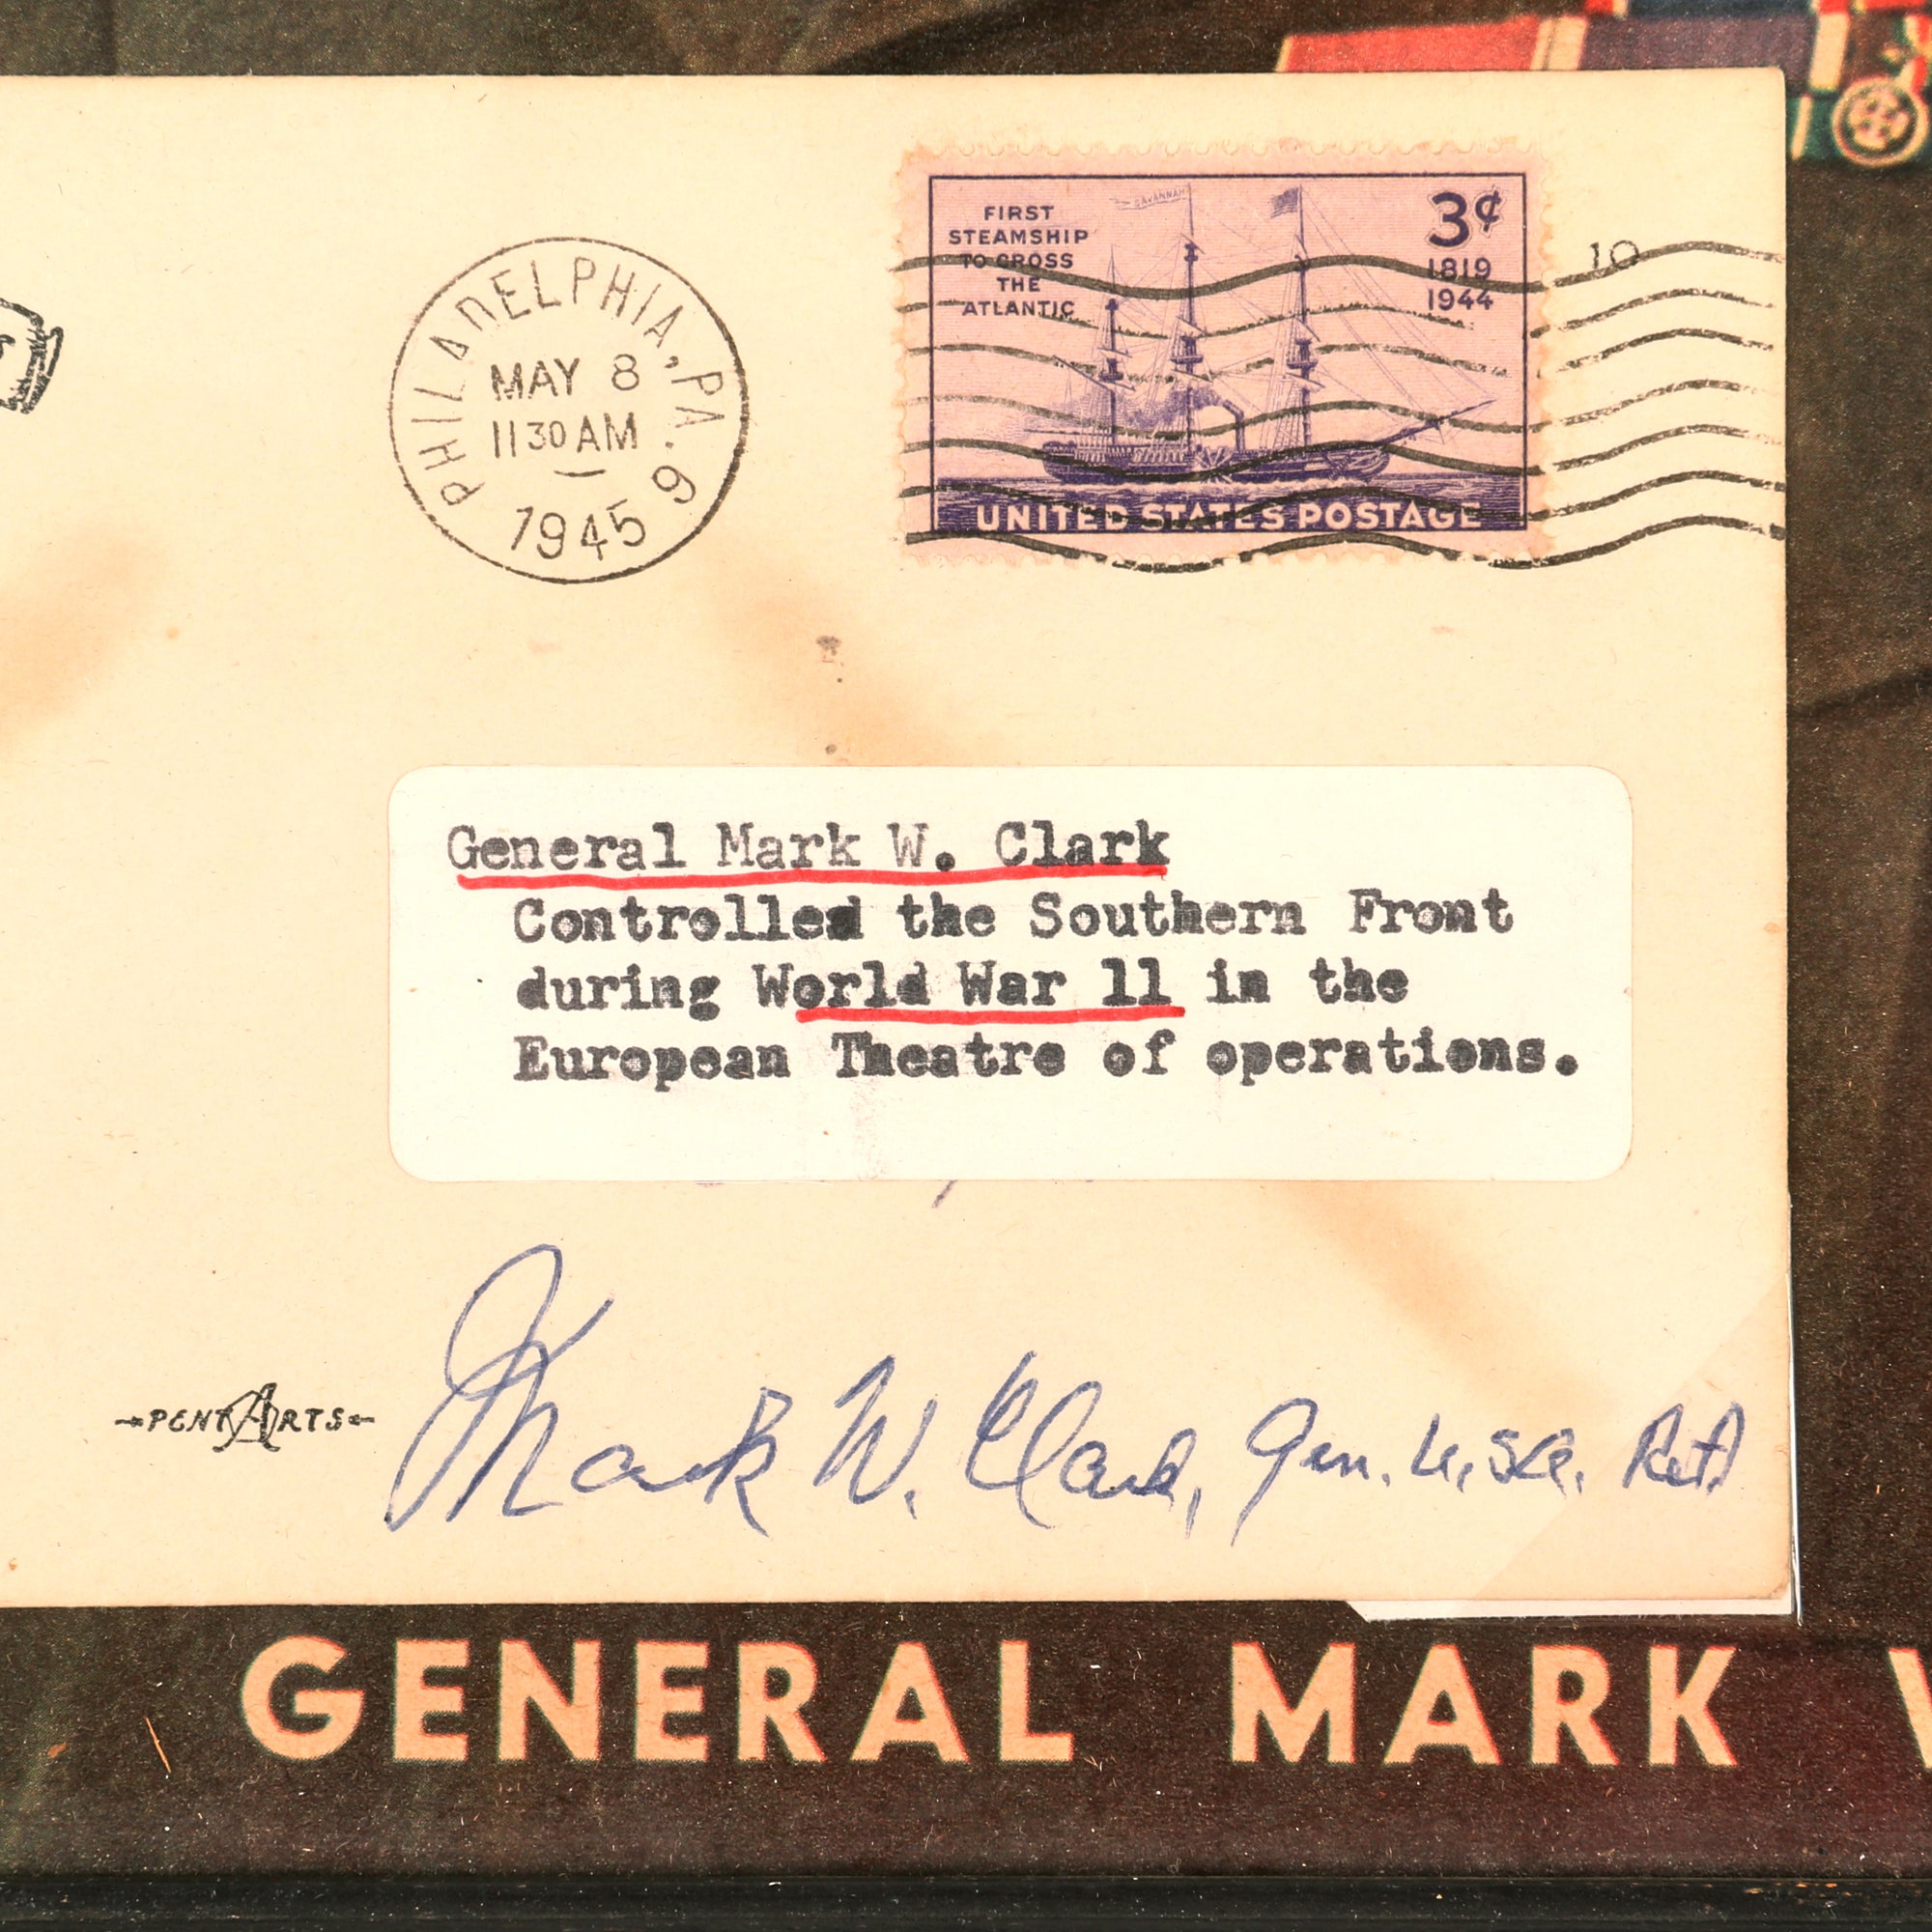 PHILADELPHIA, PA. 9
MAY 8
11 30 AM
1945
SAVANNAH
FIRST
STEAMSHIP
TO CROSS
THE
ATLANTIC
3¢
1819
1944
UNITED STATES POSTAGE
10
General Mark W. Clark
Controlled the Southern Front
during World War 11 in the
European Theatre of operations.
PENTARTS
Mark W. Clark, Gen. U.S.A. Ret.
GENERAL MARK